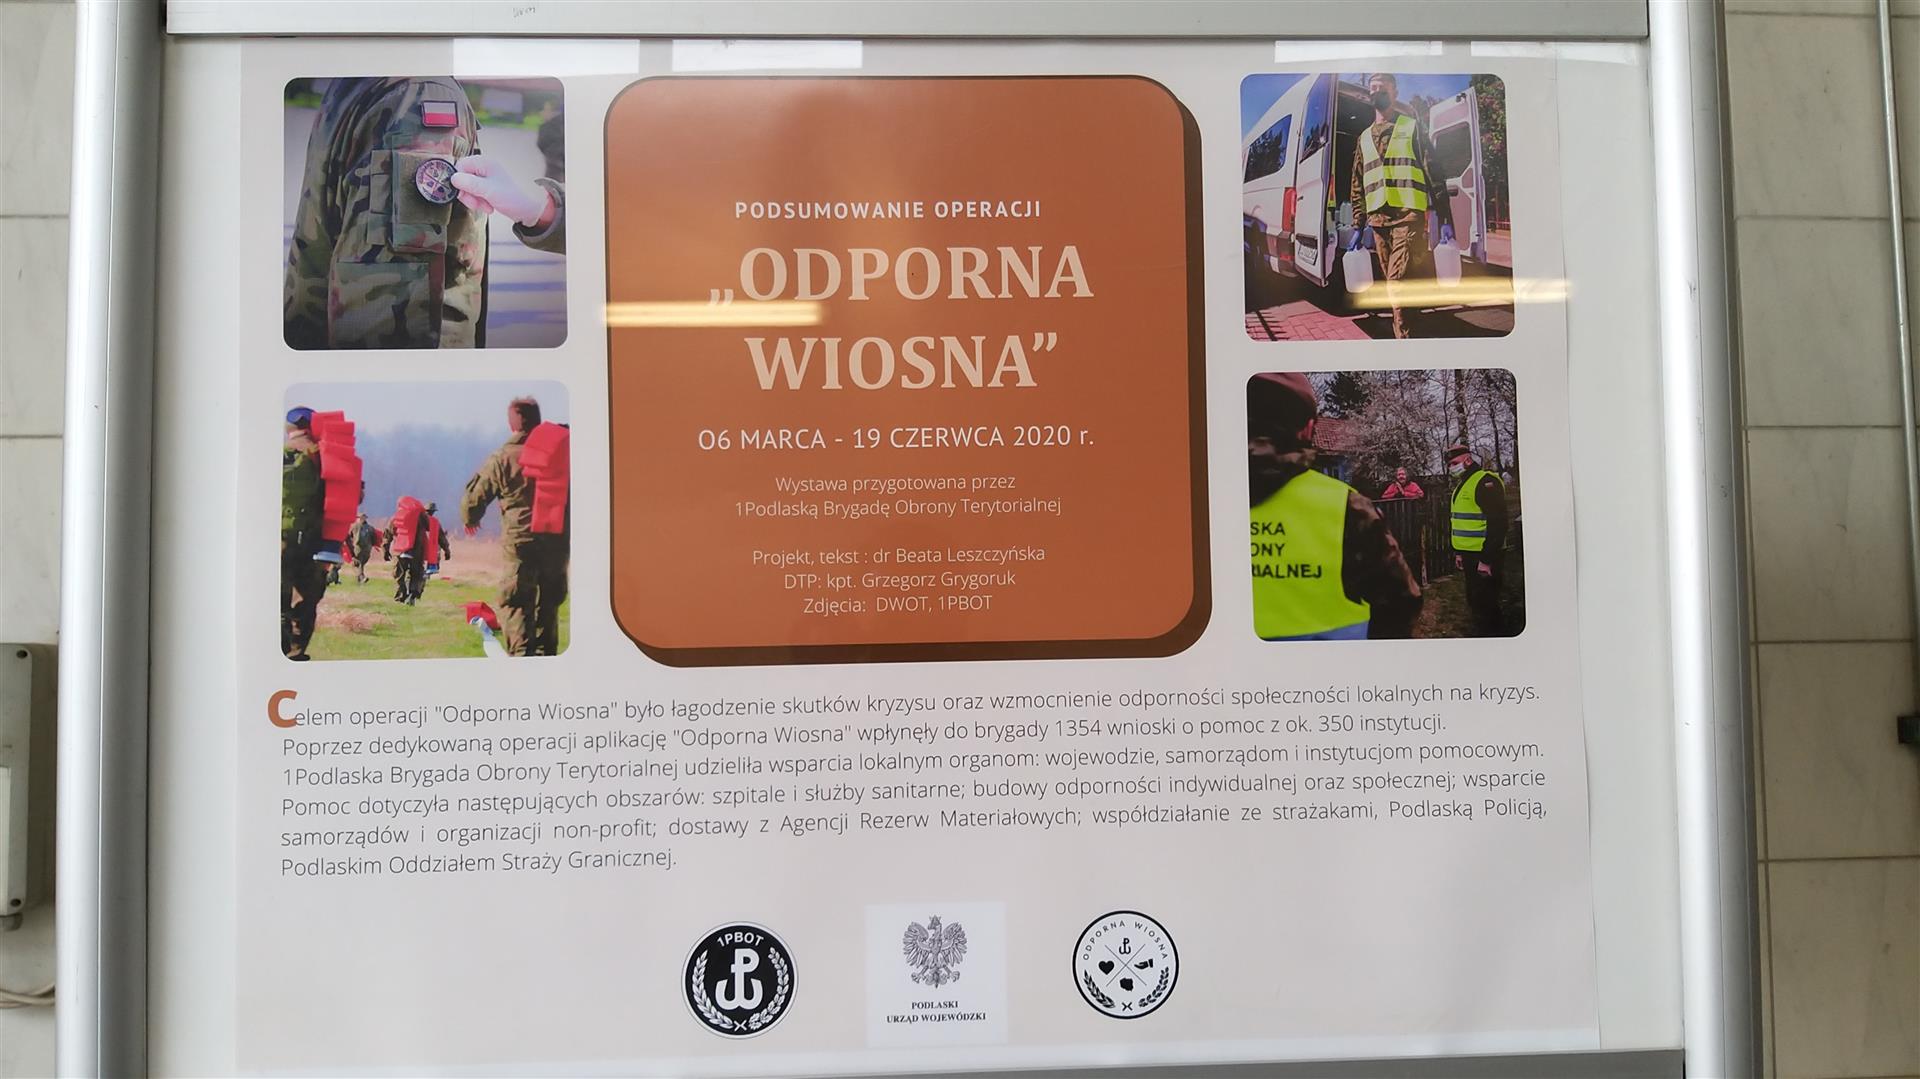 PODSUMOWANIE OPERACJI
„ODPORNA
WIOSNA”
06 MARCA - 19 CZERWCA 2020 r.
Wystawa przygotowana przez
1Podlaską Brygadę Obrony Terytorialnej
Projekt, tekst : dr Beata Leszczyńska
DTP: kpt. Grzegorz Grygoruk
Zdjęcia: DWOT, 1PBOT
SKA
ONY
RIALNEJ
Celem operacji "Odporna Wiosna" było łagodzenie skutków kryzysu oraz wzmocnienie odporności społeczności lokalnych na kryzys.
Poprzez dedykowaną operacji aplikację "Odporna Wiosna" wpłynęły do brygady 1354 wnioski o pomoc z ok. 350 instytucji.
1Podlaska Brygada Obrony Terytorialnej udzieliła wsparcia lokalnym organom: wojewodzie, samorządom i instytucjom pomocowym.
Pomoc dotyczyła następujących obszarów: szpitale i służby sanitarne; budowy odporności indywidualnej oraz społecznej; wsparcie
samorządów i organizacji non-profit; dostawy z Agencji Rezerw Materiałowych; współdziałanie ze strażakami, Podlaską Policją,
Podlaskim Oddziałem Straży Granicznej.
1PBOT
PODLASKI
URZĄD WOJEWÓDZKI
ODPORNA WIOSNA